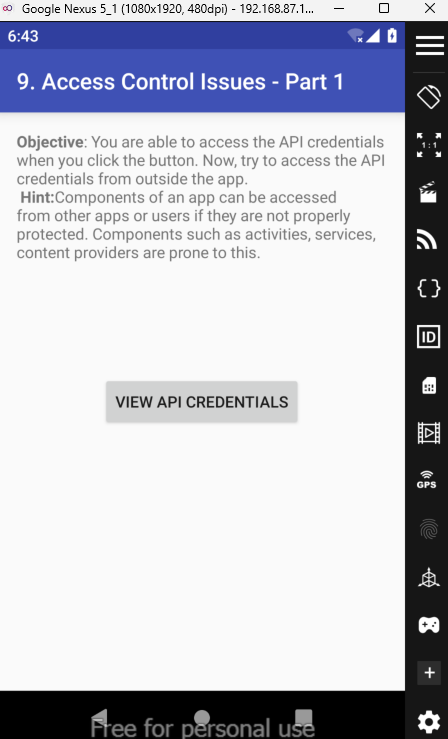 Google Nexus 5_1 (1080x1920, 480dpi) - 192.168.87.1...
6:43
9. Access Control Issues - Part 1
Objective: You are able to access the API credentials
when you click the button. Now, try to access the API
credentials from outside the app.
Hint:Components of an app can be accessed
from other apps or users if they are not properly
protected. Components such as activities, services,
content providers are prone to this.
VIEW API CREDENTIALS
1:1
ID
GPS
Free for personal use